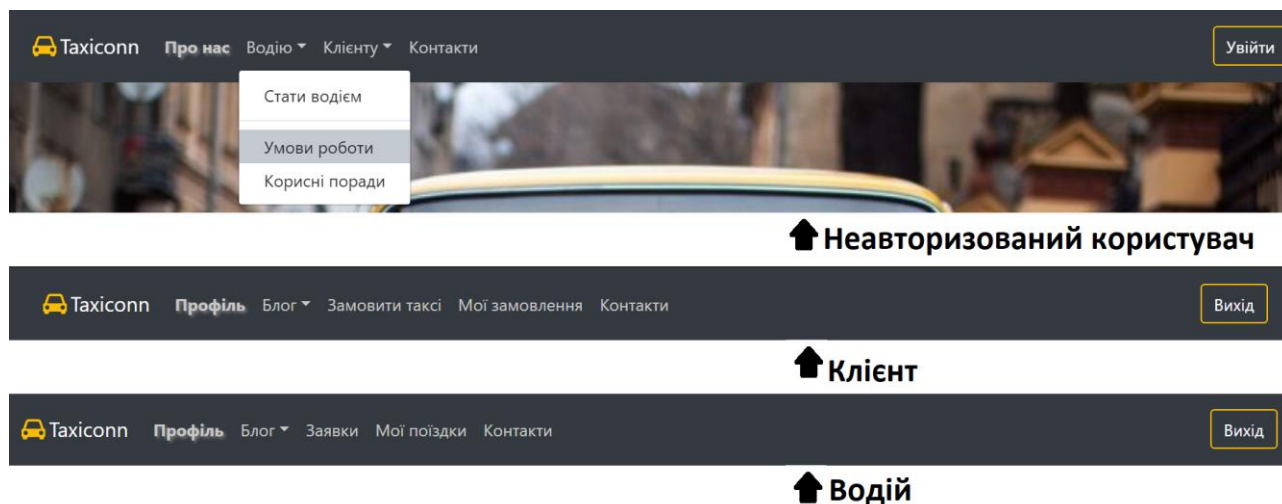 Taxiconn Про нас Водію Клієнту Контакти Увійти
Стати водієм
Умови роботи
Корисні поради
Неавторизований користувач
Taxiconn Профіль Блог Замовити таксі Мої замовлення Контакти Вихід
Клієнт
Taxiconn Профіль Блог Заявки Мої поїздки Контакти Вихід
Водій